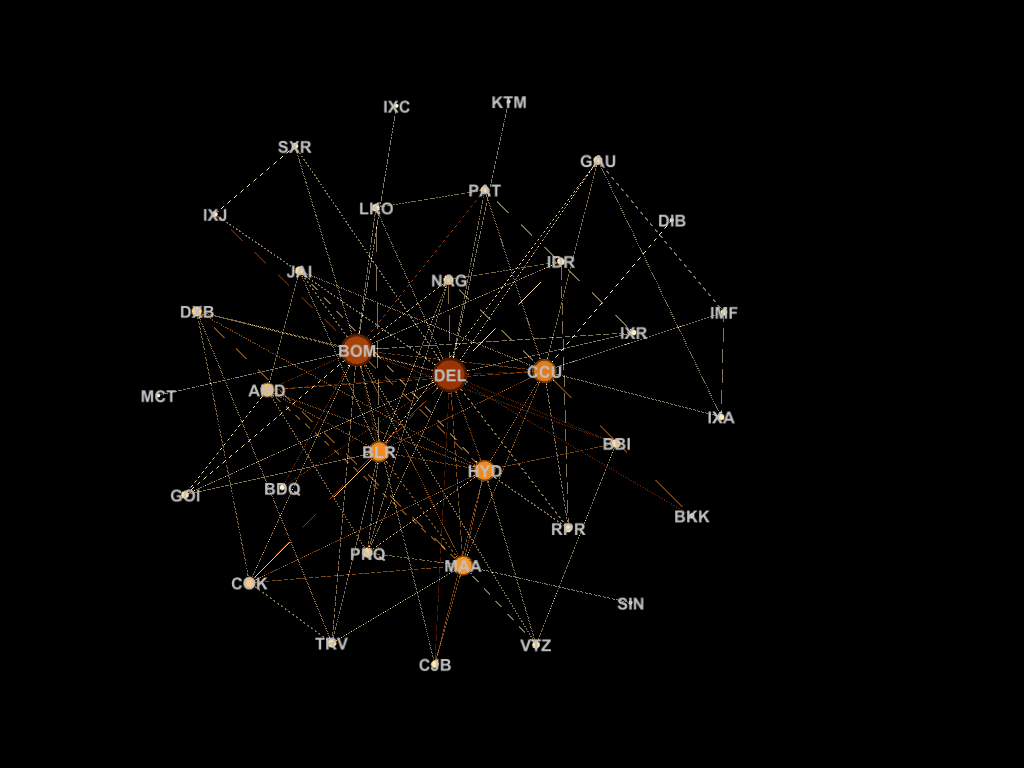 KTM
IXC
SXR
GAU
PAT
LKO
IXJ
DIB
IDR
JAI
NAG
DXB
IMF
IXR
BOM
CCU
DEL
AMD
MCT
IXA
BBI
BLR
HYD
BDQ
GOI
BKK
RPR
PNQ
MAA
COK
SIN
TRV
VTZ
CJB